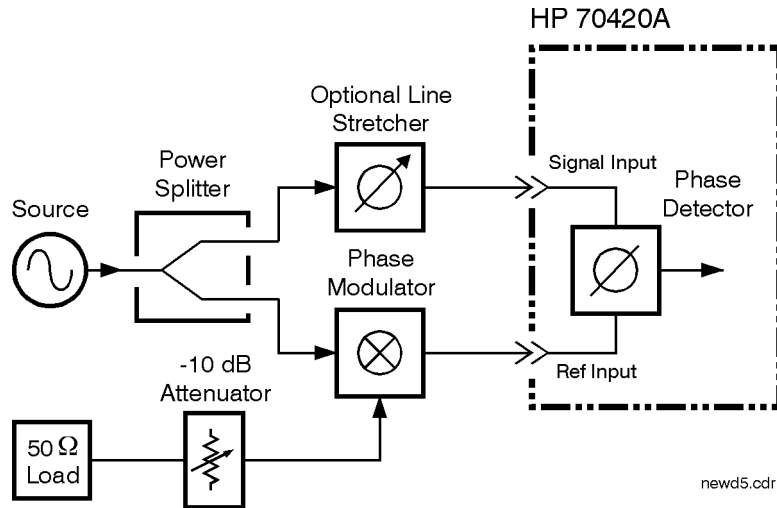 HP 70420A
Optional Line
Stretcher
Power
Splitter
Signal Input
Phase
Detector
Source
Phase
Modulator
-10 dB
Attenuator
Ref Input
50 Ω
Load
newd5.cdr